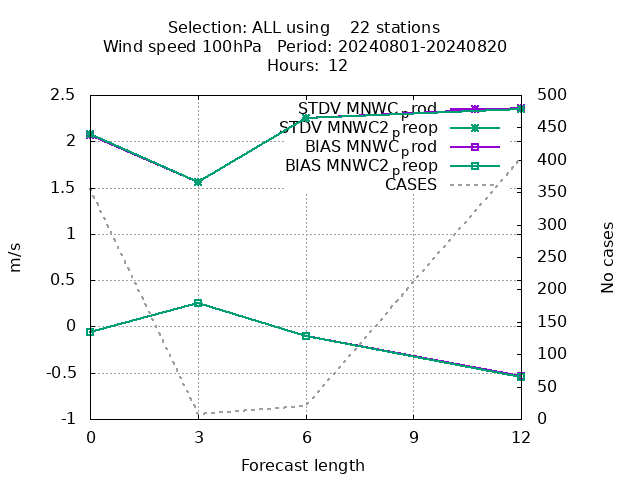 Selection: ALL using    22 stations
Wind speed 100hPa   Period: 20240801-20240820
Hours:  12
STDV MNWC_prod
STDV MNWC2_preop
BIAS MNWC_prod
BIAS MNWC2_preop
CASES
2.5
2
1.5
1
0.5
0
-0.5
-1
m/s
500
450
400
350
300
250
200
150
100
50
0
No cases
0 3 6 9 12
Forecast length